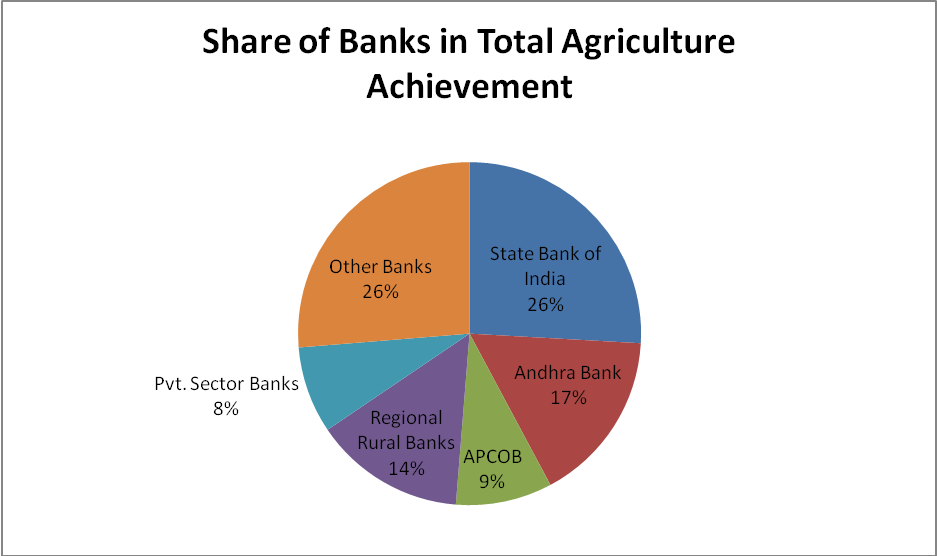 Share of Banks in Total Agriculture
Achievement
State Bank of
India
26%
Andhra Bank
17%
APCOB
9%
Regional
Rural Banks
14%
Pvt. Sector Banks
8%
Other Banks
26%